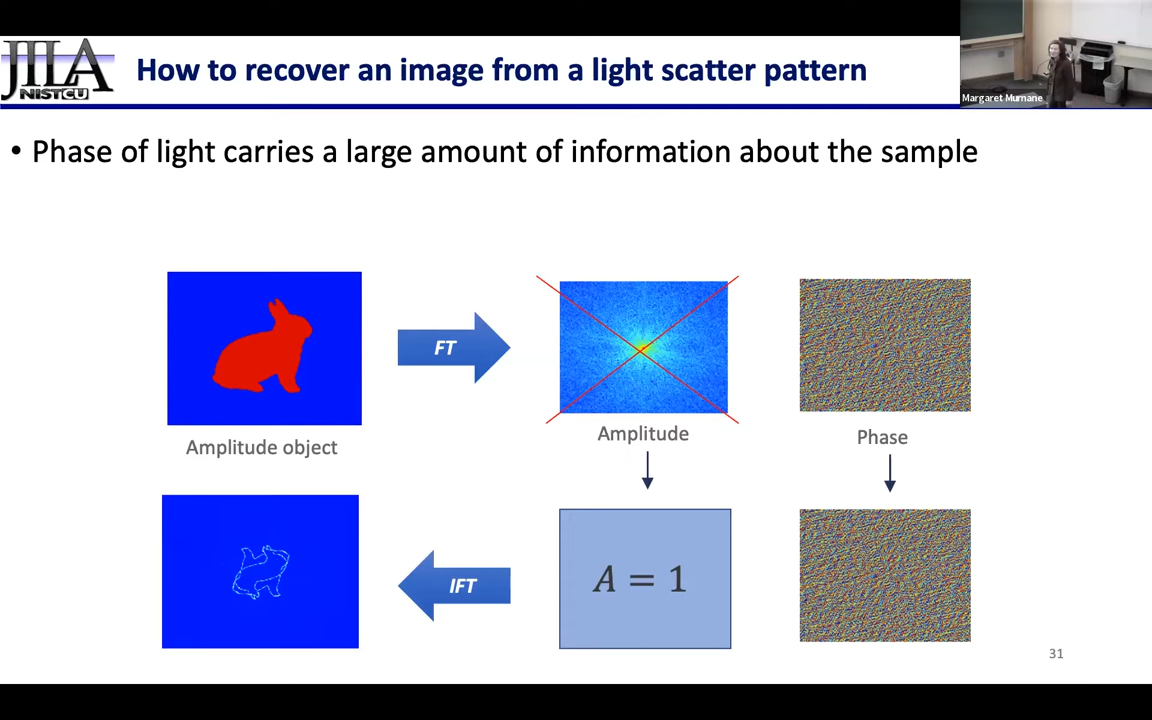 JILA
NIST CU
How to recover an image from a light scatter pattern
Margaret Murnane
• Phase of light carries a large amount of information about the sample
FT
Amplitude object
Amplitude
Phase
IFT
A = 1
31